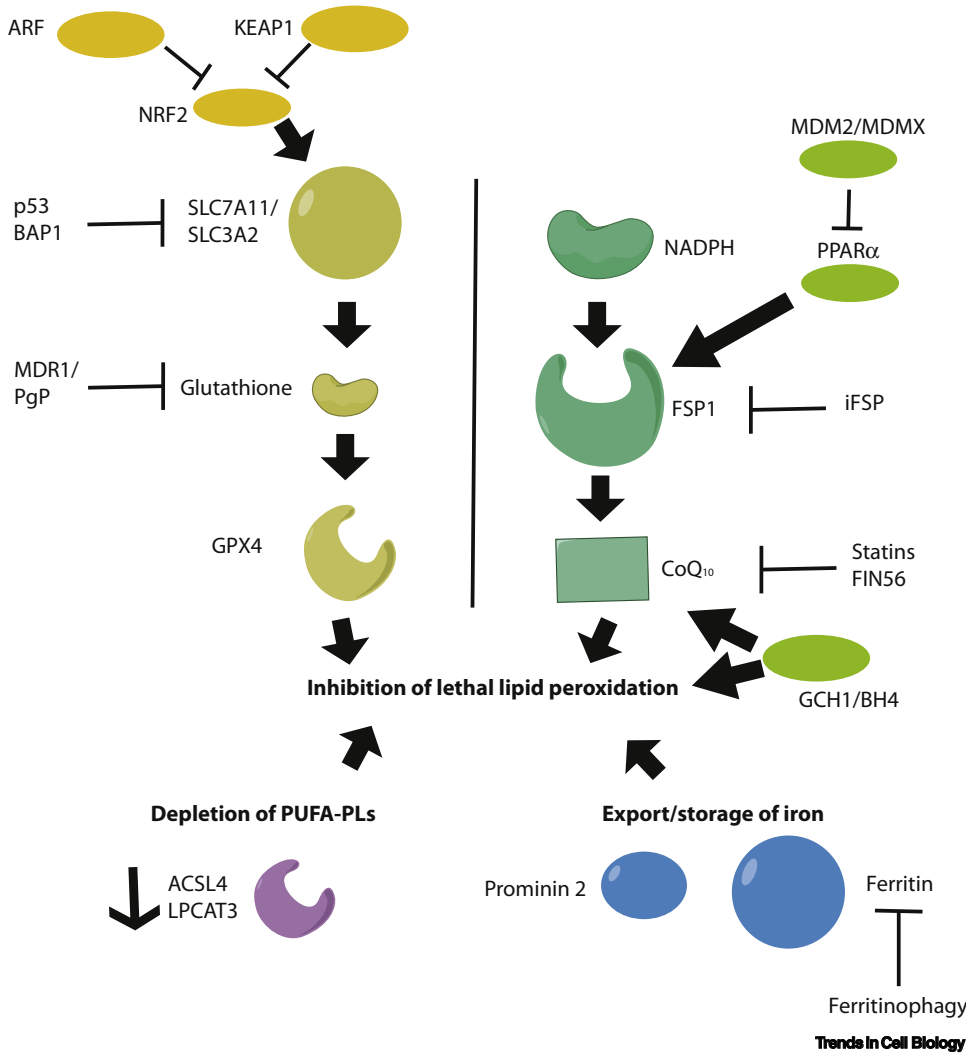 ARF
KEAP1
NRF2
MDM2/MDMX
p53
BAP1
SLC7A11/
SLC3A2
NADPH
PPARα
MDR1/
PgP
Glutathione
FSP1
iFSP
GPX4
CoQ₁₀
Statins
FIN56
Inhibition of lethal lipid peroxidation
GCH1/BH4
Depletion of PUFA-PLs
Export/storage of iron
ACSL4
LPCAT3
Prominin 2
Ferritin
Ferritinophagy
Trends in Cell Biology